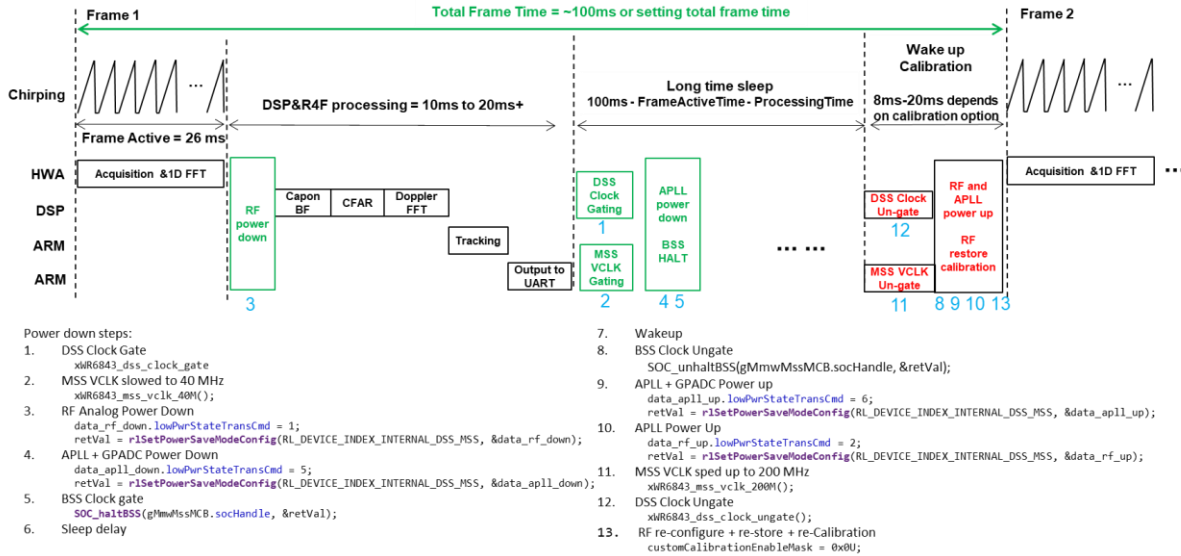 Frame 1
Total Frame Time = ~100ms or setting total frame time
Frame 2
Chirping
...
DSP&R4F processing = 10ms to 20ms+
Long time sleep
100ms - FrameActiveTime - ProcessingTime
Wake up
Calibration
8ms-20ms depends
on calibration option
...
Frame Active = 26 ms
HWA
DSP
ARM
ARM
Acquisition &1D FFT
RF
power
down
3
Capon
BF
CFAR
Doppler
FFT
Tracking
Output to
UART
DSS
Clock
Gating
1
MSS
VCLK
Gating
2
APLL
power
down
BSS
HALT
4 5
... ...
DSS Clock
Un-gate
12
MSS VCLK
Un-gate
11
RF and
APLL
power up
RF
restore
calibration
8 9 10 13
Acquisition &1D FFT
...
Power down steps:
1. DSS Clock Gate
xWR6843_dss_clock_gate
2. MSS VCLK slowed to 40 MHz
xWR6843_mss_vclk_40M();
3. RF Analog Power Down
data_rf_down.lowPwrStateTransCmd = 1;
retVal = rlSetPowerSaveModeConfig(RL_DEVICE_INDEX_INTERNAL_DSS_MSS, &data_rf_down);
4. APLL + GPADC Power Down
data_apll_down.lowPwrStateTransCmd = 5;
retVal = rlSetPowerSaveModeConfig(RL_DEVICE_INDEX_INTERNAL_DSS_MSS, &data_apll_down);
5. BSS Clock gate
SOC_haltBSS(gMmwMssMCB.socHandle, &retVal);
6. Sleep delay
7. Wakeup
8. BSS Clock Ungate
SOC_unhaltBSS(gMmwMssMCB.socHandle, &retVal);
9. APLL + GPADC Power up
data_apll_up.lowPwrStateTransCmd = 6;
retVal = rlSetPowerSaveModeConfig(RL_DEVICE_INDEX_INTERNAL_DSS_MSS, &data_apll_up);
10. APLL Power Up
data_rf_up.lowPwrStateTransCmd = 2;
retVal = rlSetPowerSaveModeConfig(RL_DEVICE_INDEX_INTERNAL_DSS_MSS, &data_rf_up);
11. MSS VCLK sped up to 200 MHz
xWR6843_mss_vclk_200M();
12. DSS Clock Ungate
xWR6843_dss_clock_ungate();
13. RF re-configure + re-store + re-Calibration
customCalibrationEnableMask = 0x0U;